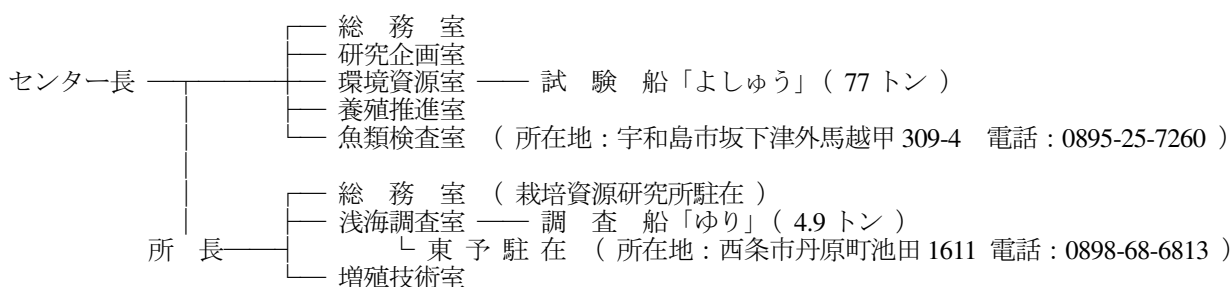 総 務 室
研究企画室
センター長 環境資源室 試 験 船「よしゅう」( 77 トン )
養殖推進室
魚類検査室 ( 所在地:宇和島市坂下津外馬越甲 309-4 電話:0895-25-7260 )
総 務 室 ( 栽培資源研究所駐在 )
浅海調査室 調 査 船「ゆり」( 4.9 トン )
所 長 東 予 駐 在 ( 所在地:西条市丹原町池田 1611 電話:0898-68-6813 )
増殖技術室